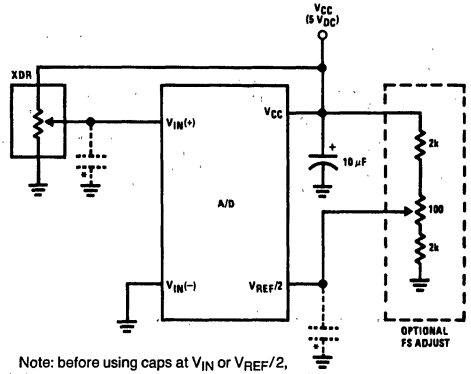 VCC
(5 VDC)
XDR
VIN(+)
VCC
+
10 µF
2k
100
2k
*
A/D
VIN(−)
VREF/2
*
OPTIONAL
FS ADJUST
Note: before using caps at VIN or VREF/2,